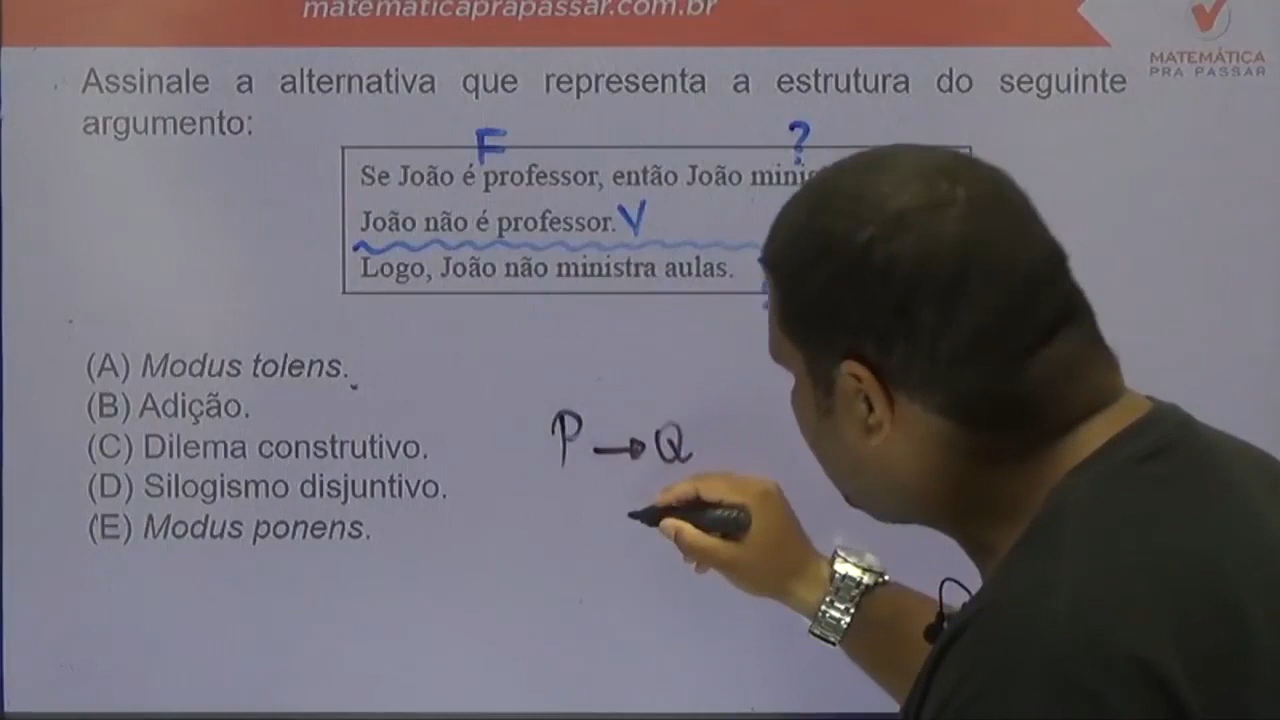 matematicaprapassar.com.br
MATEMÁTICA
PRA PASSAR
Assinale a alternativa que representa a estrutura do seguinte
argumento:
F ?
Se João é professor, então João
João não é professor. V
Logo, João não ministra aulas.
(A) Modus tolens.
(B) Adição.
(C) Dilema construtivo.
(D) Silogismo disjuntivo.
(E) Modus ponens.
P → Q